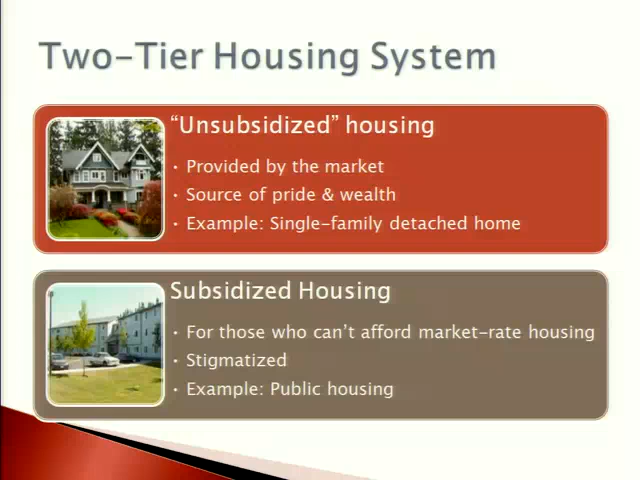 Two-Tier Housing System
“Unsubsidized” housing
• Provided by the market
• Source of pride & wealth
• Example: Single-family detached home
Subsidized Housing
• For those who can’t afford market-rate housing
• Stigmatized
• Example: Public housing